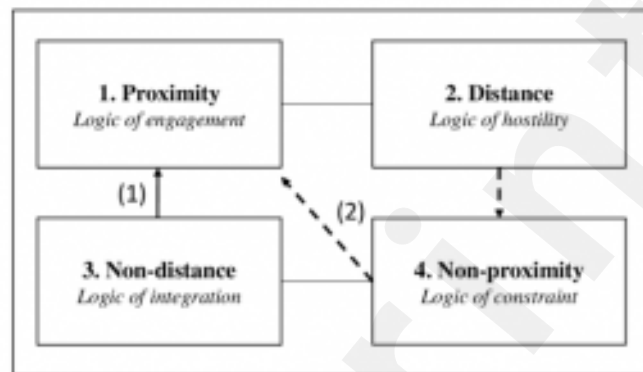 1. Proximity
Logic of engagement
2. Distance
Logic of hostility
(1)
(2)
3. Non-distance
Logic of integration
4. Non-proximity
Logic of constraint